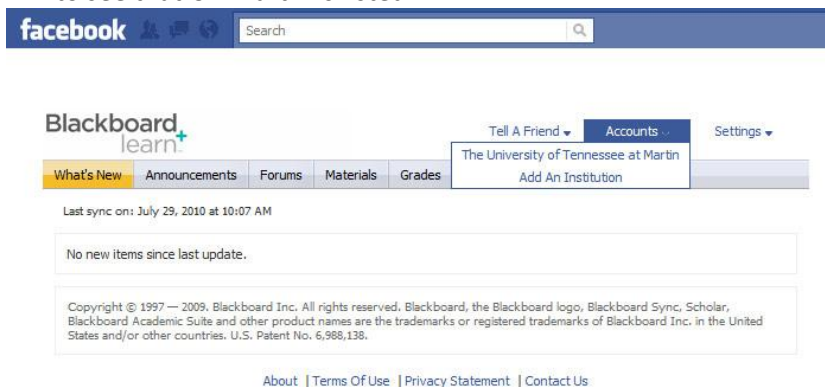 facebook Search
Blackboard
learn+
Tell A Friend Accounts Settings
The University of Tennessee at Martin
Add An Institution
What's New Announcements Forums Materials Grades
Last sync on: July 29, 2010 at 10:07 AM
No new items since last update.
Copyright © 1997 — 2009. Blackboard Inc. All rights reserved. Blackboard, the Blackboard logo, Blackboard Sync, Scholar,
Blackboard Academic Suite and other product names are the trademarks or registered trademarks of Blackboard Inc. in the United
States and/or other countries. U.S. Patent No. 6,988,138.
About | Terms Of Use | Privacy Statement | Contact Us